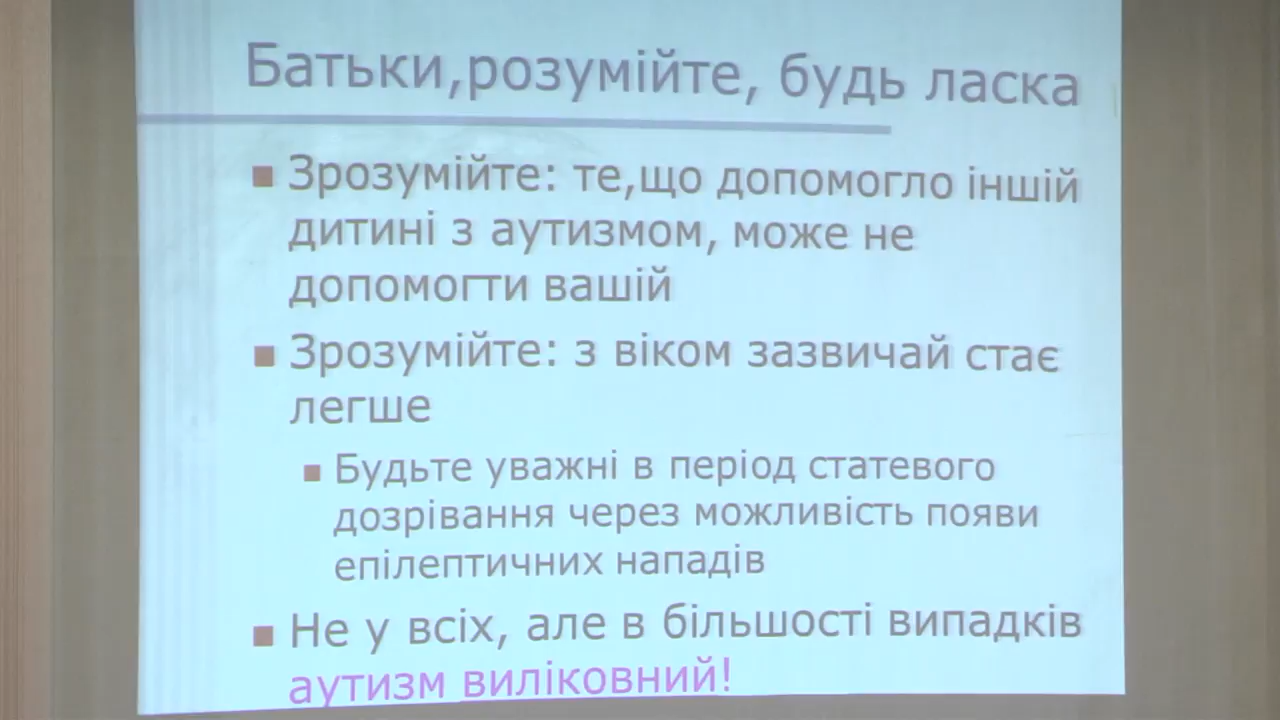 Батьки,розумійте, будь ласка
Зрозумійте: те,що допомогло іншій
дитині з аутизмом, може не
допомогти вашій
Зрозумійте: з віком зазвичай стає
легше
Будьте уважні в період статевого
дозрівання через можливість появи
епілептичних нападів
Не у всіх, але в більшості випадків
аутизм виліковний!